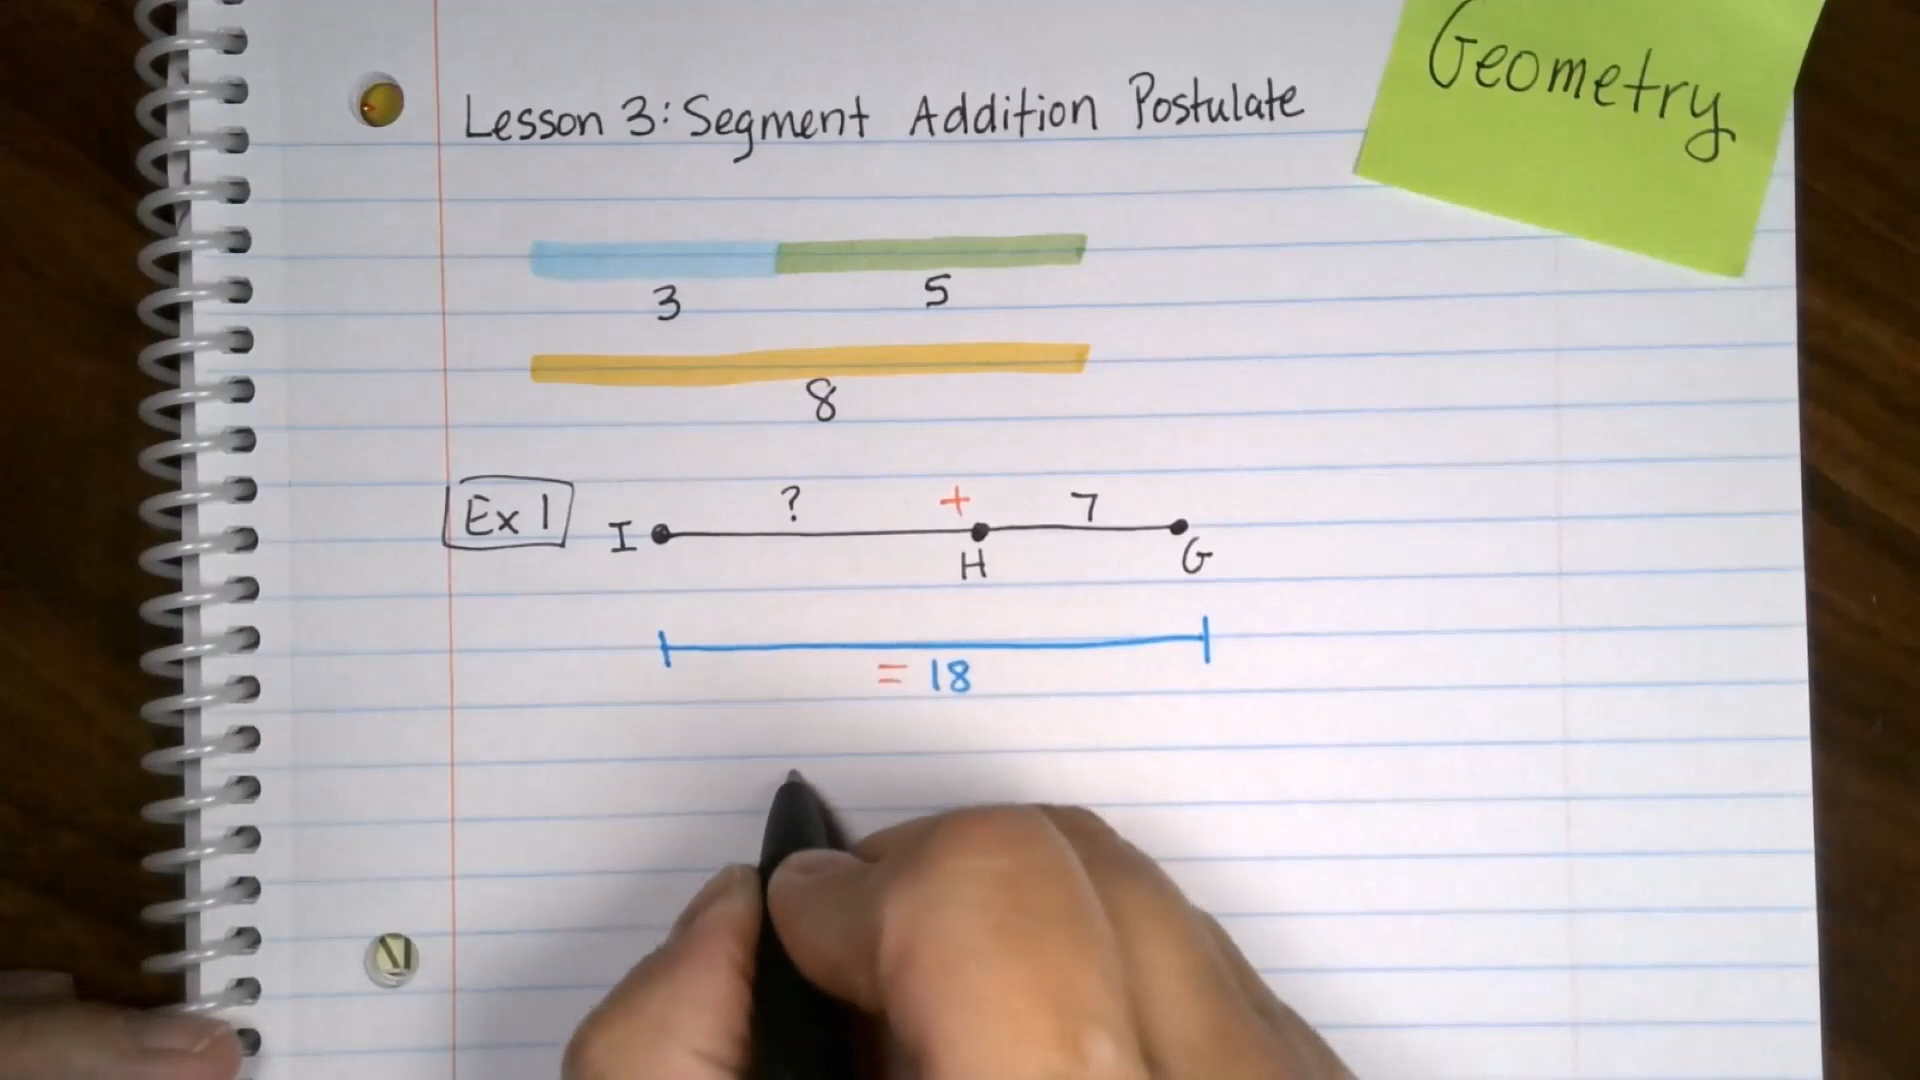 Geometry
Lesson 3: Segment Addition Postulate
3 5
8
Ex 1 I ? + H 7 G
= 18